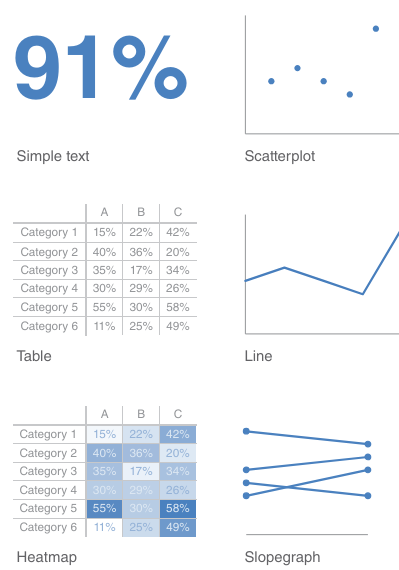 91%
Simple text
Scatterplot
A B C
Category 1 15% 22% 42%
Category 2 40% 36% 20%
Category 3 35% 17% 34%
Category 4 30% 29% 26%
Category 5 55% 30% 58%
Category 6 11% 25% 49%
Table
Line
A B C
Category 1 15% 22% 42%
Category 2 40% 36% 20%
Category 3 35% 17% 34%
Category 4 30% 29% 26%
Category 5 55% 30% 58%
Category 6 11% 25% 49%
Heatmap
Slopegraph